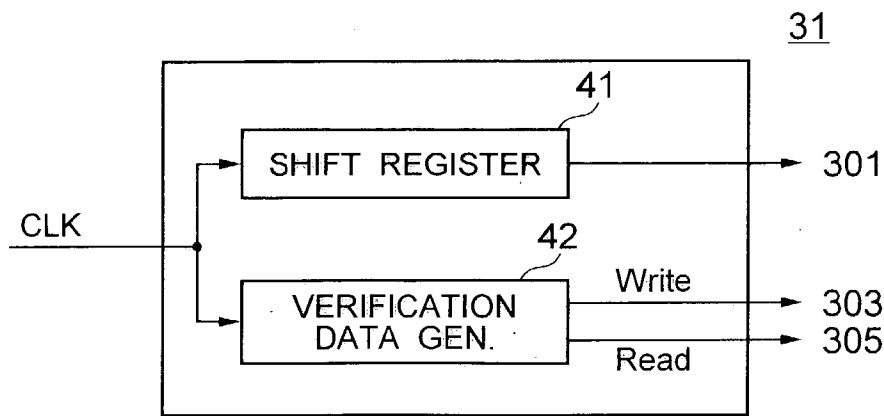 31
41
SHIFT REGISTER
301
CLK
42
VERIFICATION
DATA GEN.
Write
303
305
Read